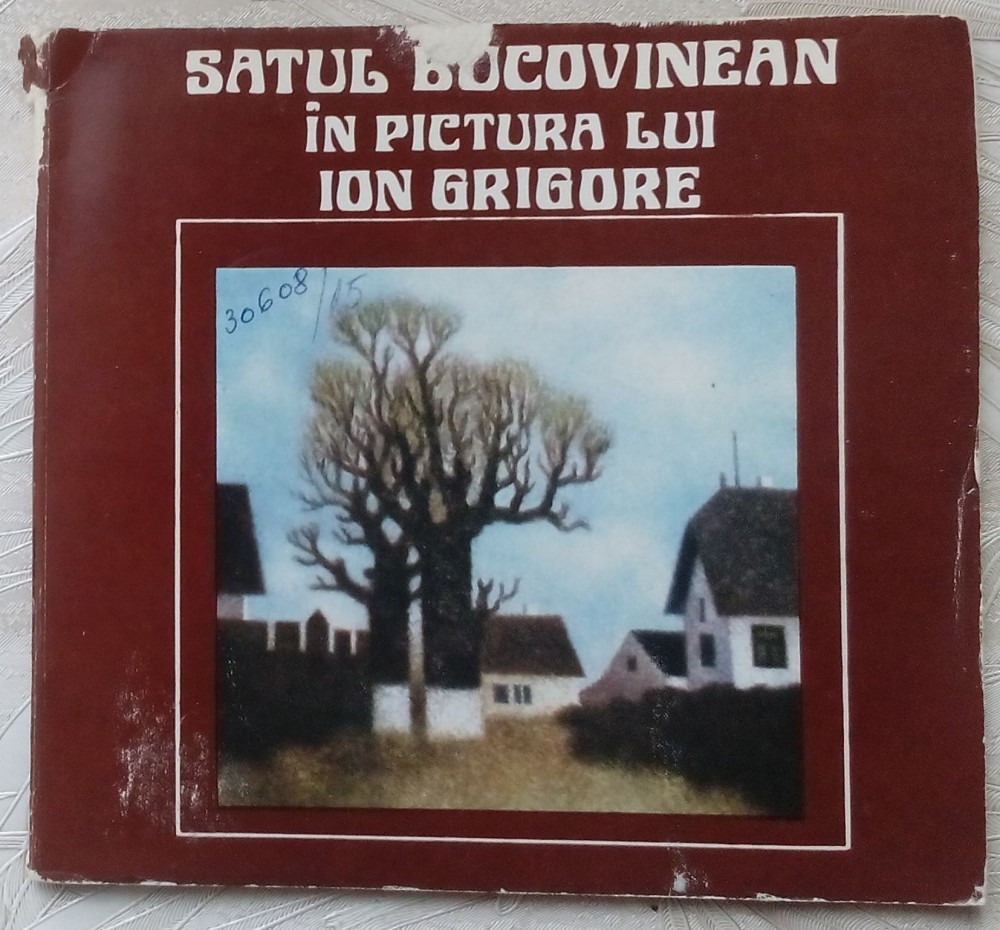 SATUL BUCOVINEAN
ÎN PICTURA LUI
ION GRIGORE
30608/15